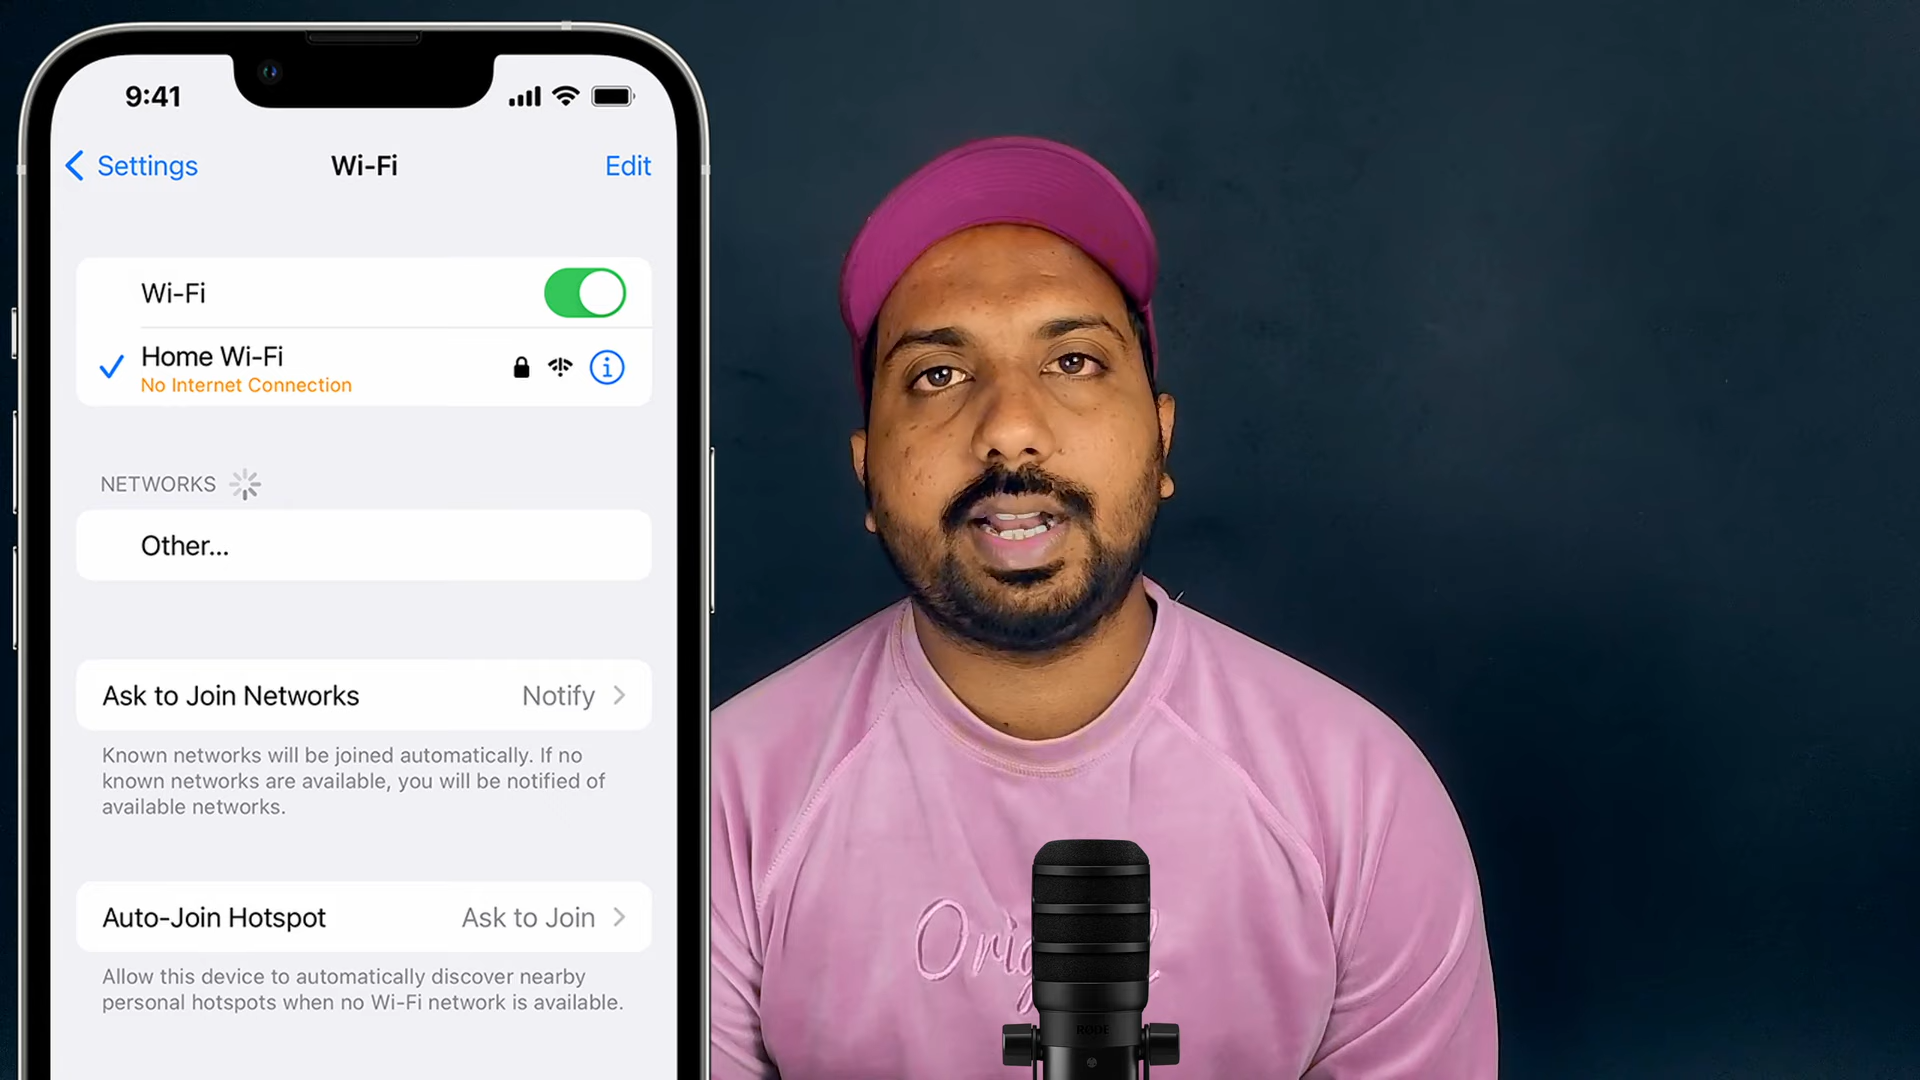 9:41
Settings
Wi-Fi
Edit
Wi-Fi
Home Wi-Fi
No Internet Connection
NETWORKS
Other...
Ask to Join Networks
Notify
Known networks will be joined automatically. If no
known networks are available, you will be notified of
available networks.
Auto-Join Hotspot
Ask to Join
Allow this device to automatically discover nearby
personal hotspots when no Wi-Fi network is available.
RØDE